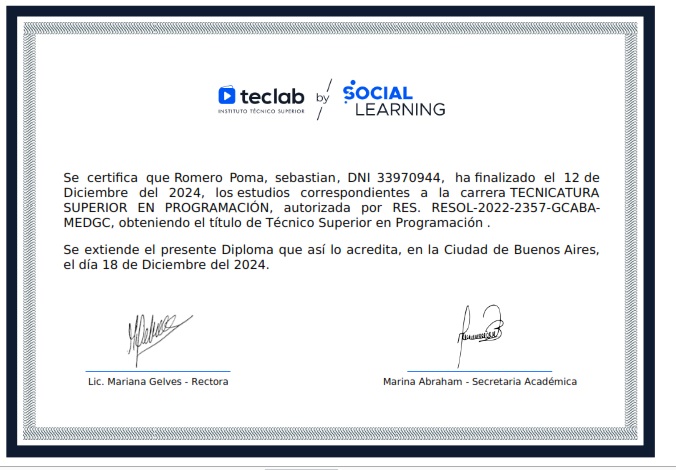 teclab by SOCIAL
INSTITUTO TÉCNICO SUPERIOR LEARNING
Se certifica que Romero Poma, sebastian, DNI 33970944, ha finalizado el 12 de
Diciembre del 2024, los estudios correspondientes a la carrera TECNICATURA
SUPERIOR EN PROGRAMACIÓN, autorizada por RES. RESOL-2022-2357-GCABA-
MEDGC, obteniendo el título de Técnico Superior en Programación .
Se extiende el presente Diploma que así lo acredita, en la Ciudad de Buenos Aires,
el día 18 de Diciembre del 2024.
Lic. Mariana Gelves - Rectora
Marina Abraham - Secretaria Académica